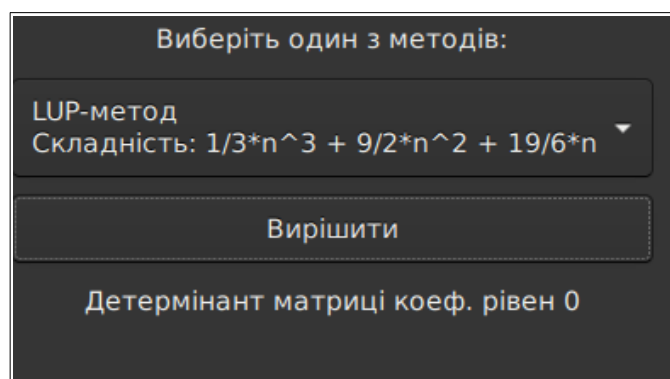 Виберіть один з методів:
LUP-метод
Складність: 1/3*n^3 + 9/2*n^2 + 19/6*n
Вирішити
Детермінант матриці коеф. рівен 0